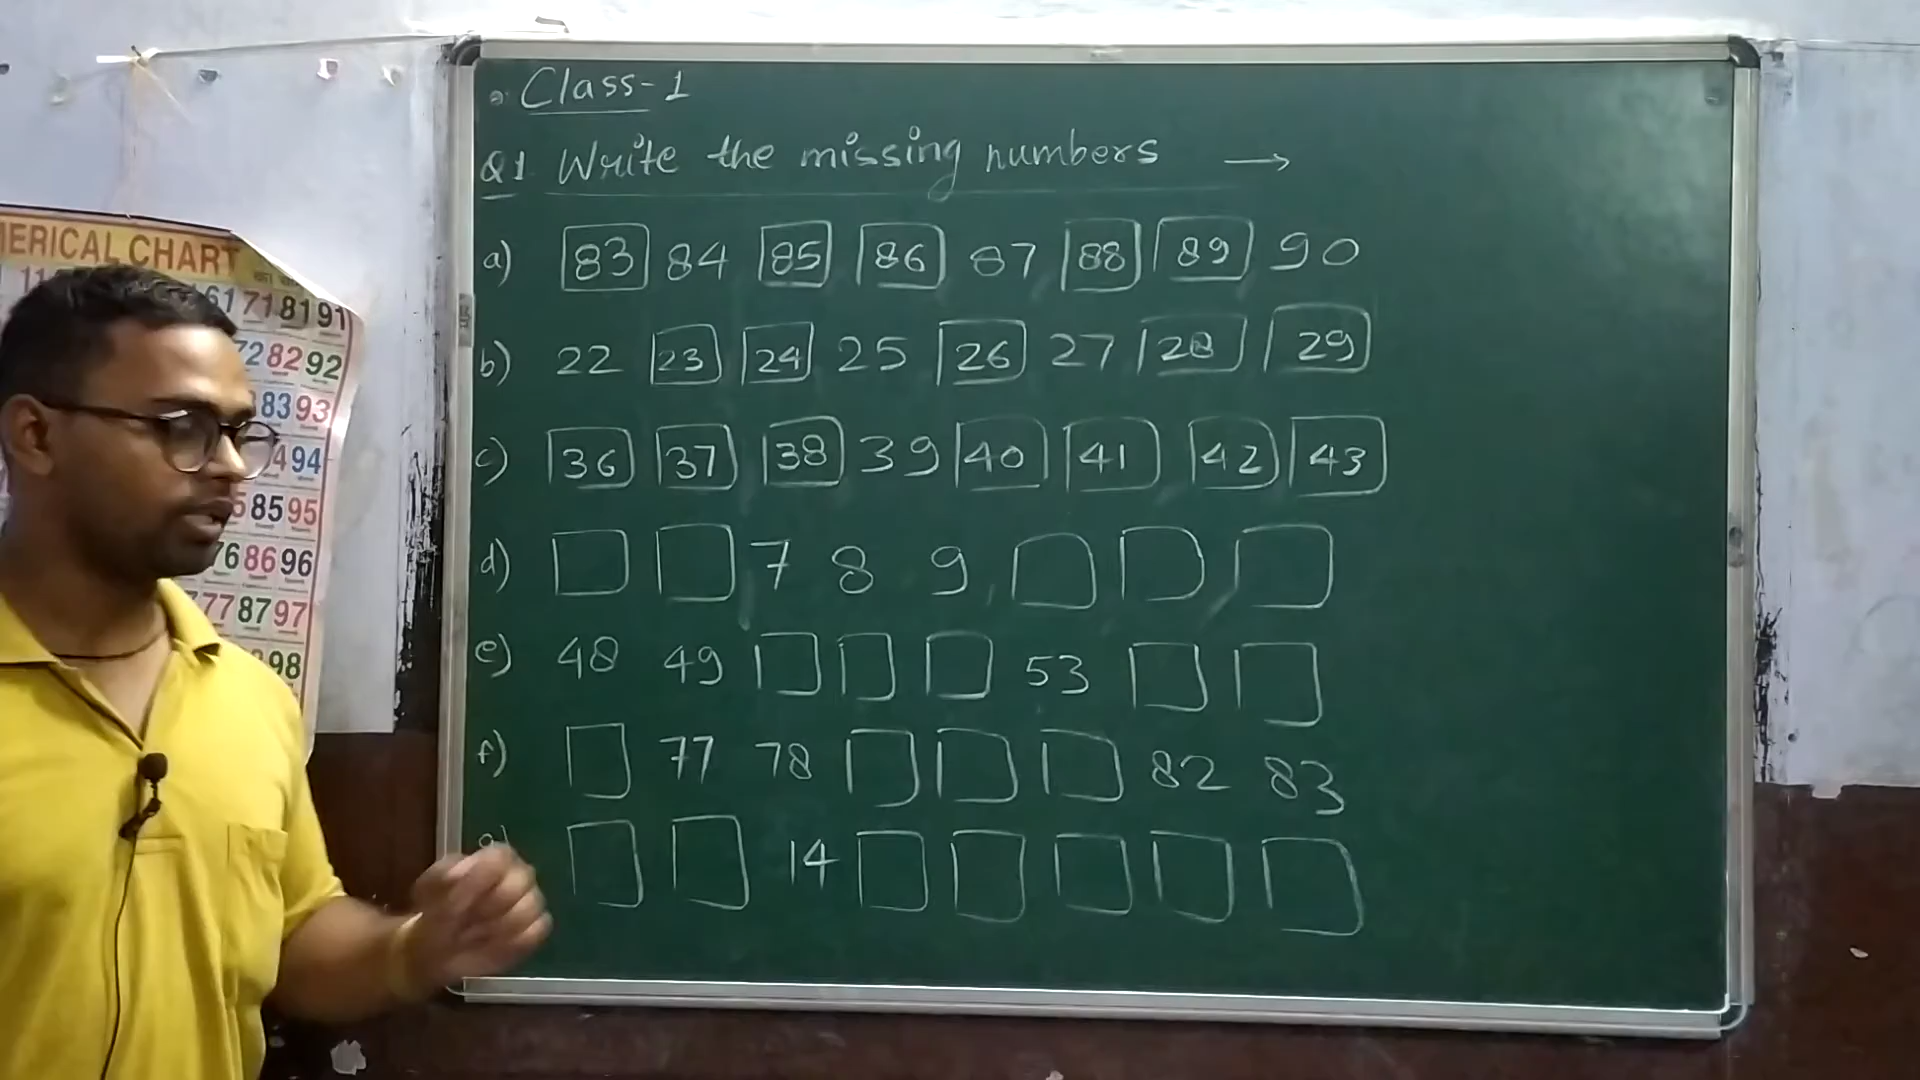 Class-1
Q1. Write the missing numbers →
a) 83 84 85 86 87 88 89 90
b) 22 23 24 25 26 27 28 29
c) 36 37 38 39 40 41 42 43
d) 7 8 9
e) 48 49 53
f) 77 78 82 83
g) 14
MERICAL CHART
11 61 71 81 91
72 82 92
83 93
94
85 95
76 86 96
77 87 97
98